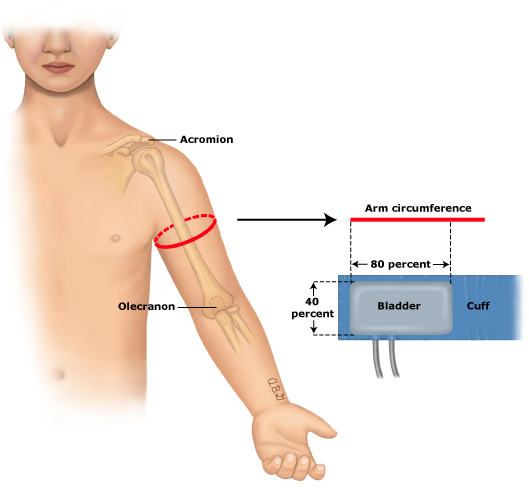 Acromion
Arm circumference
80 percent
Olecranon
40
percent
Bladder
Cuff